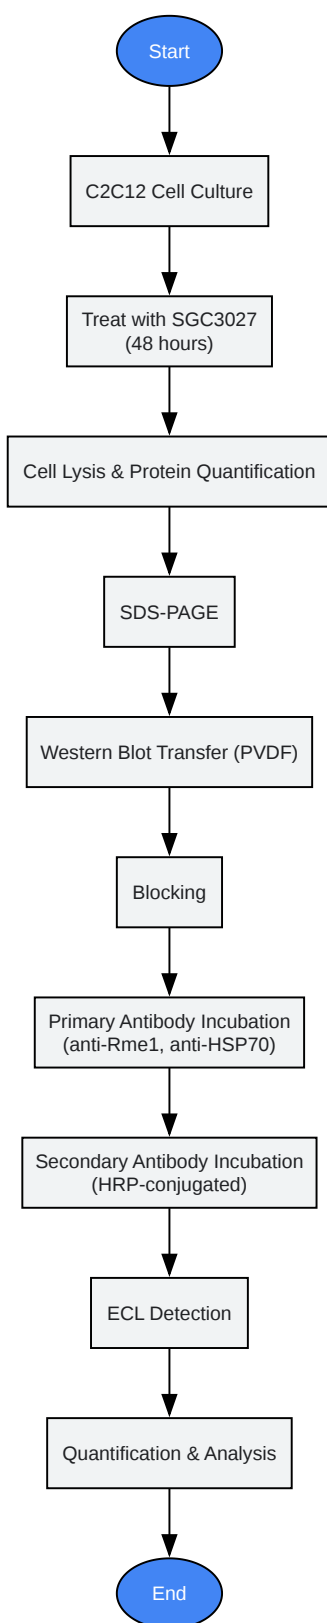 Start
C2C12 Cell Culture
Treat with SGC3027
(48 hours)
Cell Lysis & Protein Quantification
SDS-PAGE
Western Blot Transfer (PVDF)
Blocking
Primary Antibody Incubation
(anti-Rme1, anti-HSP70)
Secondary Antibody Incubation
(HRP-conjugated)
ECL Detection
Quantification & Analysis
End